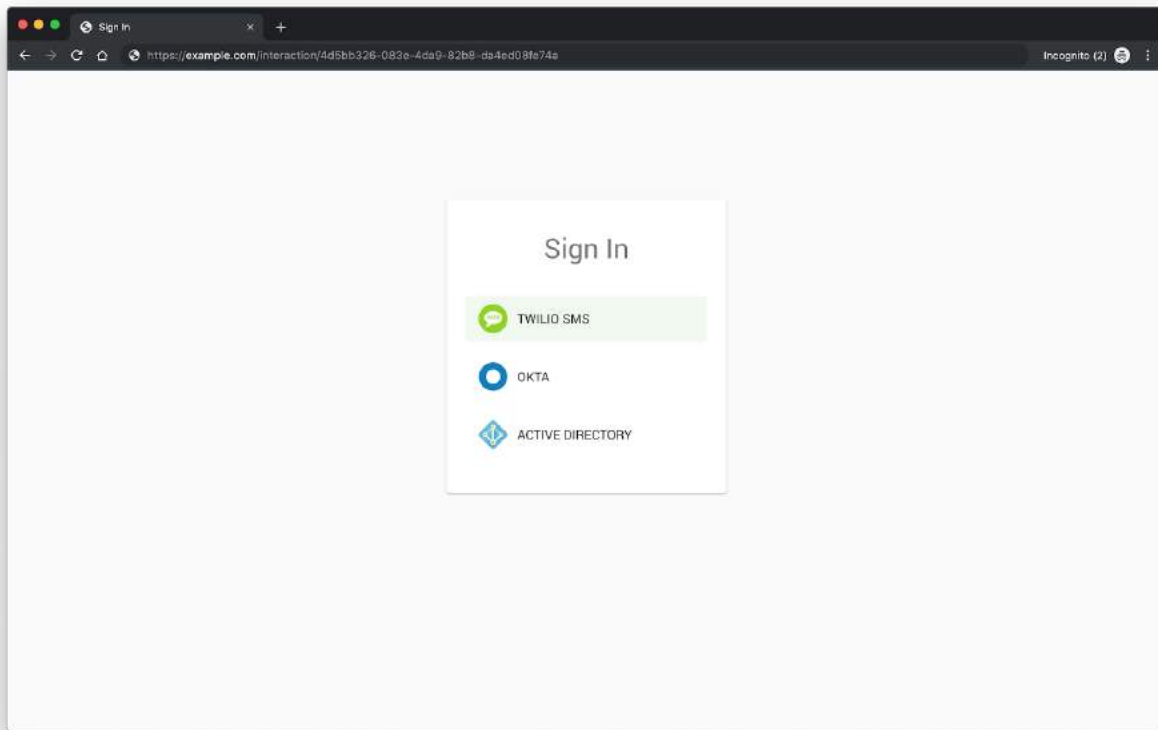 Sign In
https://example.com/interaction/4d5bb326-083e-4da9-82b8-da4ed08fe74a
Incognito (2)
Sign In
TWILIO SMS
OKTA
ACTIVE DIRECTORY